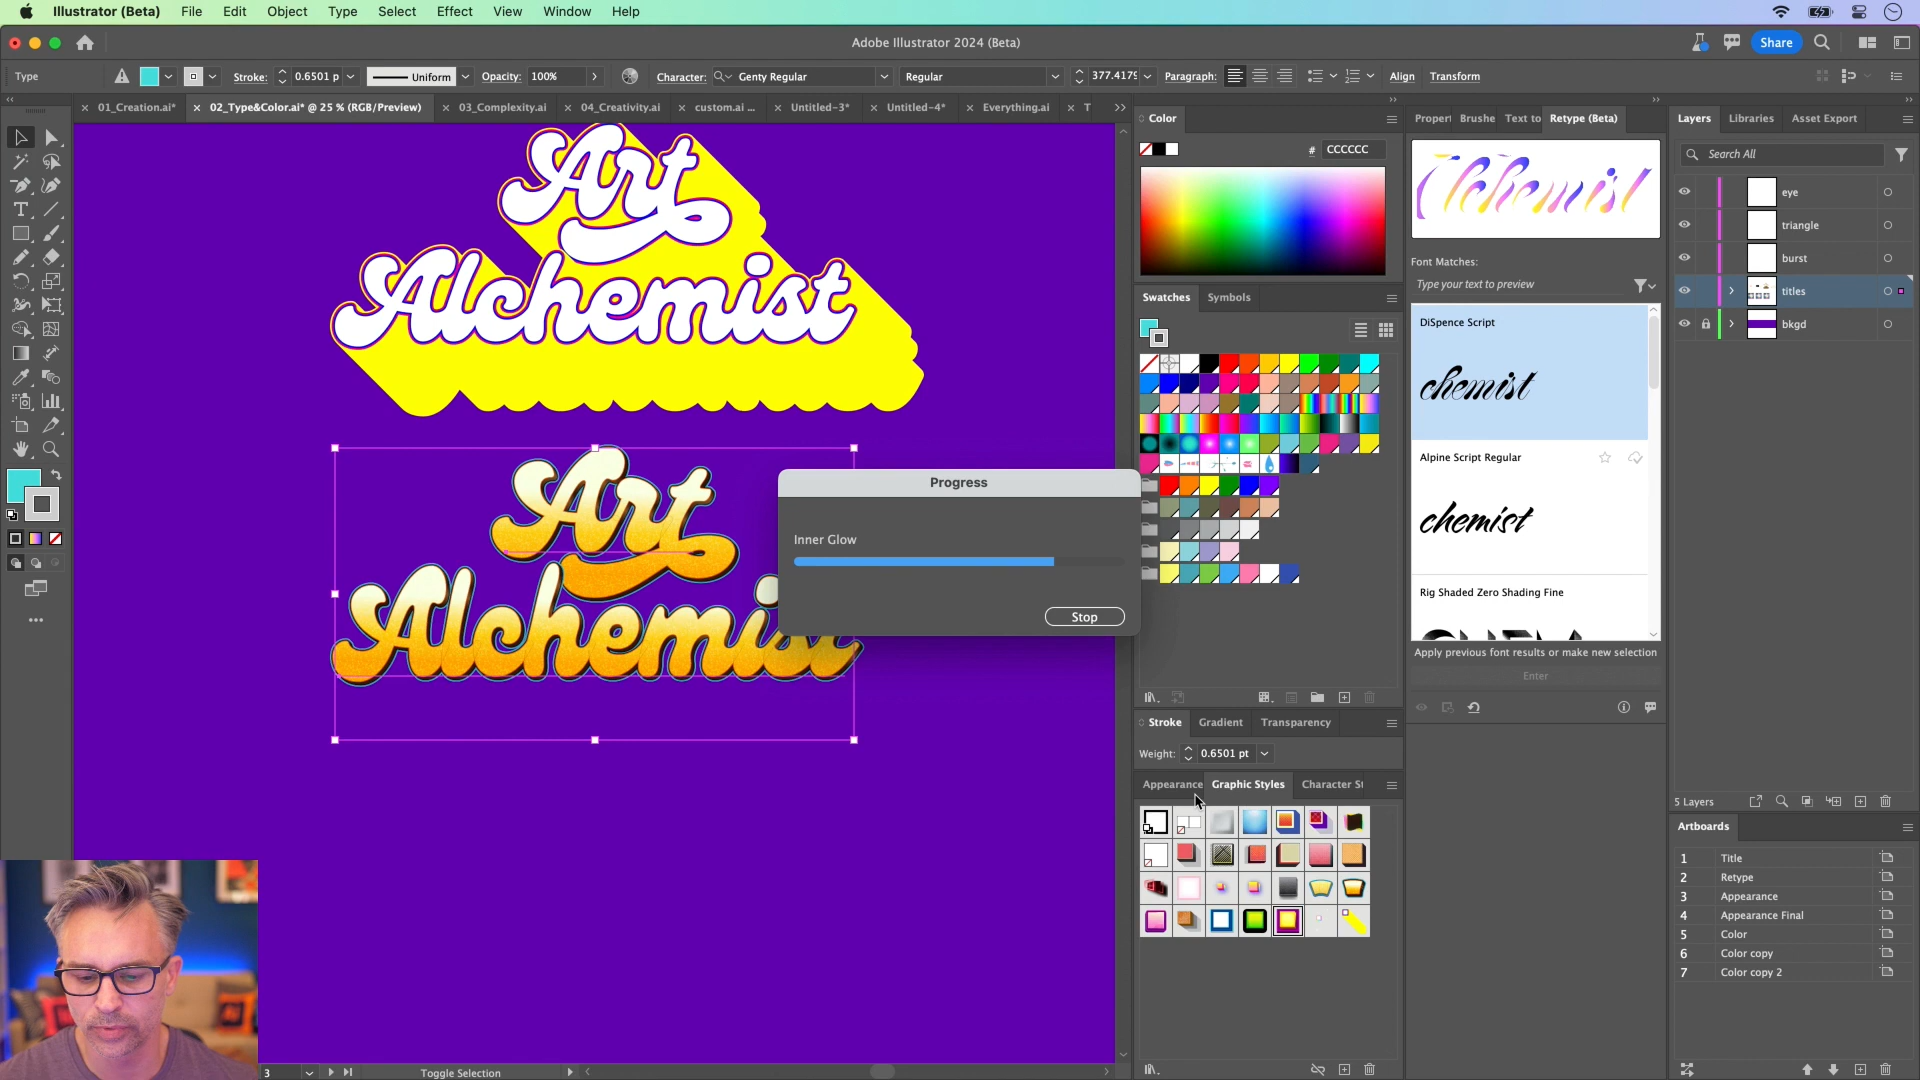 Illustrator (Beta) File Edit Object Type Select Effect View Window Help
Adobe Illustrator 2024 (Beta)
Share
Type Stroke: 0.6501 p Uniform Opacity: 100% Character: Genty Regular Regular 377.4179 Paragraph: Align Transform
01_Creation.ai* 02_Type&Color.ai* @ 25 % (RGB/Preview) 03_Complexity.ai 04_Creativity.ai custom.ai ... Untitled-3* Untitled-4* Everything.ai T
Art
Alchemist
Art
Alchemist
Progress
Inner Glow
Stop
3
Toggle Selection
Color
# CCCCCC
Swatches Symbols
Stroke Gradient Transparency
Weight: 0.6501 pt
Appearance Graphic Styles Character St
Propert Brushe Text to Retype (Beta)
Alchemist
Font Matches:
Type your text to preview
DiSpence Script
chemist
Alpine Script Regular
chemist
Rig Shaded Zero Shading Fine
Apply previous font results or make new selection
Enter
Layers Libraries Asset Export
Search All
eye
triangle
burst
titles
bkgd
5 Layers
Artboards
1 Title
2 Retype
3 Appearance
4 Appearance Final
5 Color
6 Color copy
7 Color copy 2